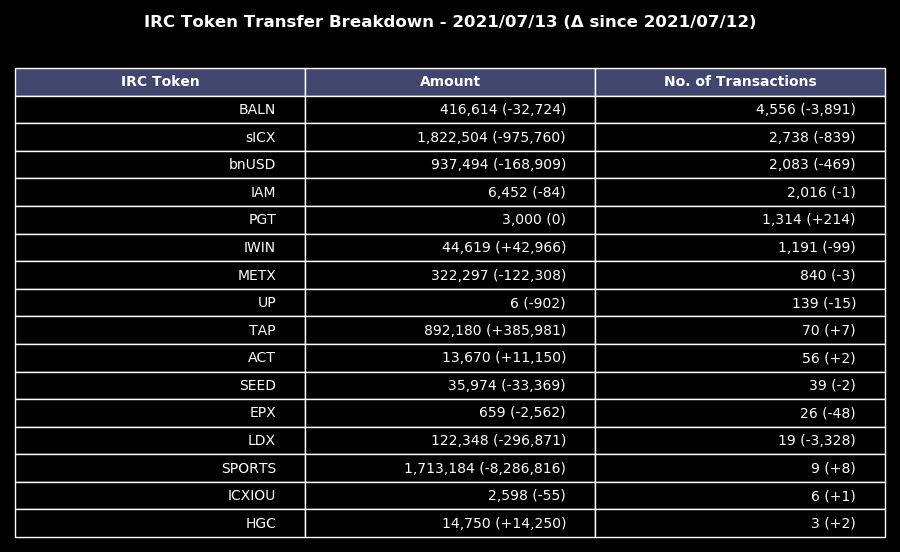 IRC Token Transfer Breakdown - 2021/07/13 (Δ since 2021/07/12)
IRC Token Amount No. of Transactions
BALN 416,614 (-32,724) 4,556 (-3,891)
sICX 1,822,504 (-975,760) 2,738 (-839)
bnUSD 937,494 (-168,909) 2,083 (-469)
IAM 6,452 (-84) 2,016 (-1)
PGT 3,000 (0) 1,314 (+214)
IWIN 44,619 (+42,966) 1,191 (-99)
METX 322,297 (-122,308) 840 (-3)
UP 6 (-902) 139 (-15)
TAP 892,180 (+385,981) 70 (+7)
ACT 13,670 (+11,150) 56 (+2)
SEED 35,974 (-33,369) 39 (-2)
EPX 659 (-2,562) 26 (-48)
LDX 122,348 (-296,871) 19 (-3,328)
SPORTS 1,713,184 (-8,286,816) 9 (+8)
ICXIOU 2,598 (-55) 6 (+1)
HGC 14,750 (+14,250) 3 (+2)